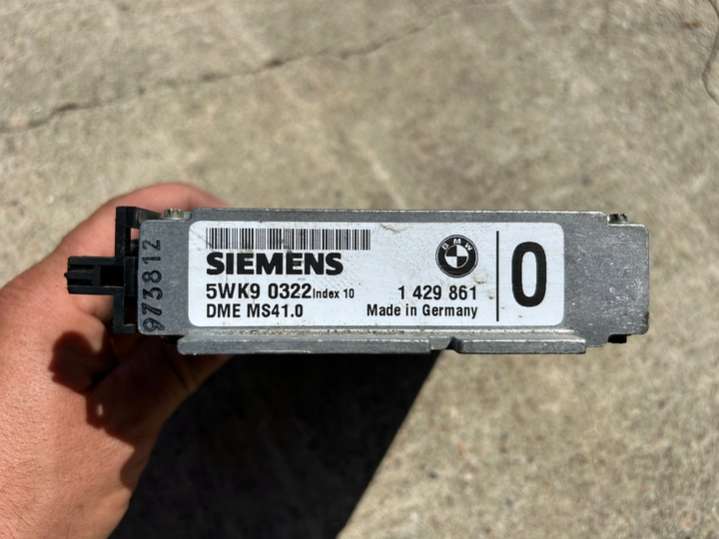 973812
BMW
SIEMENS
5WK9 0322 Index 10 1 429 861
DME MS41.0 Made in Germany
0